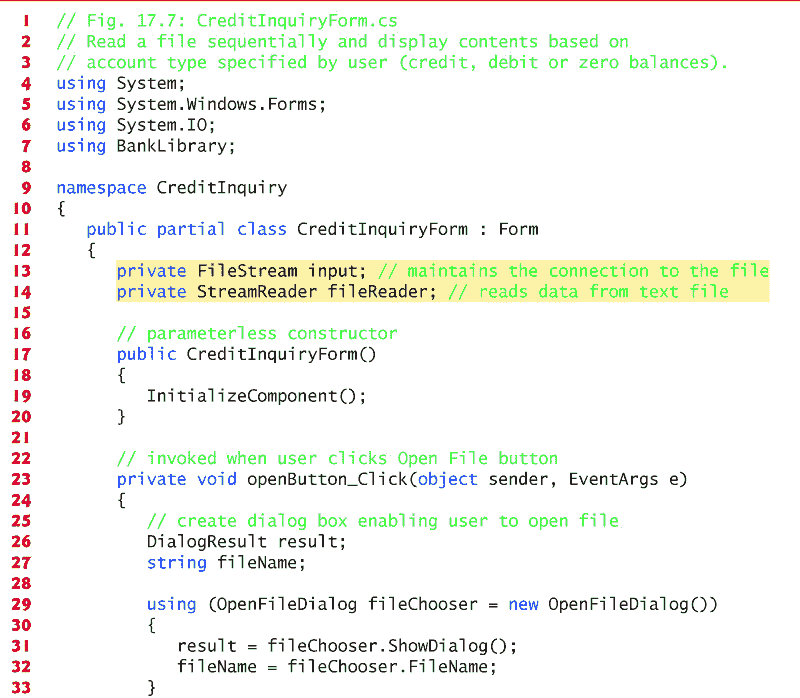 1 // Fig. 17.7: CreditInquiryForm.cs
2 // Read a file sequentially and display contents based on
3 // account type specified by user (credit, debit or zero balances).
4 using System;
5 using System.Windows.Forms;
6 using System.IO;
7 using BankLibrary;
8
9 namespace CreditInquiry
10 {
11    public partial class CreditInquiryForm : Form
12    {
13       private FileStream input; // maintains the connection to the file
14       private StreamReader fileReader; // reads data from text file
15
16       // parameterless constructor
17       public CreditInquiryForm()
18       {
19          InitializeComponent();
20       }
21
22       // invoked when user clicks Open File button
23       private void openButton_Click(object sender, EventArgs e)
24       {
25          // create dialog box enabling user to open file
26          DialogResult result;
27          string fileName;
28
29          using (OpenFileDialog fileChooser = new OpenFileDialog())
30          {
31             result = fileChooser.ShowDialog();
32             fileName = fileChooser.FileName;
33          }